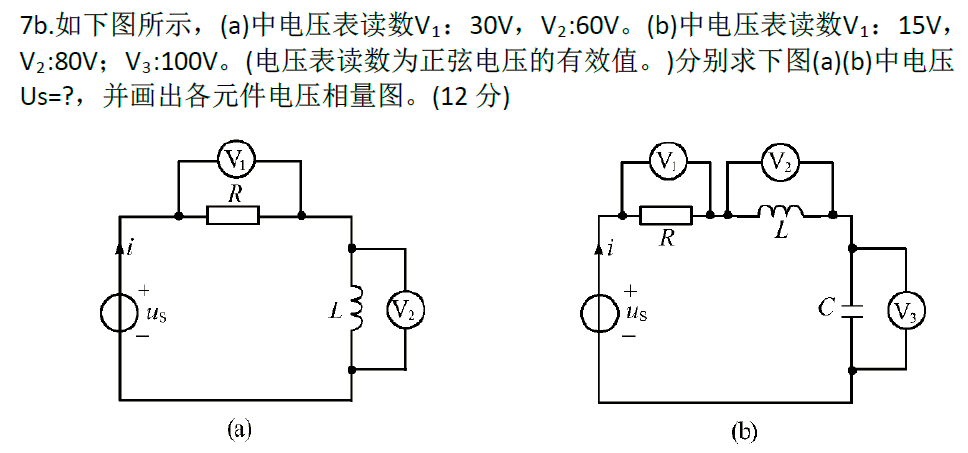 7b.如下图所示，(a)中电压表读数V₁：30V，V₂:60V。(b)中电压表读数V₁：15V，
V₂:80V；V₃:100V。(电压表读数为正弦电压的有效值。)分别求下图(a)(b)中电压
Us=?，并画出各元件电压相量图。(12 分)
V₁
R
i
+
uS
−
L
V₂
(a)
V₁
R
V₂
L
i
+
uS
−
C
V₃
(b)